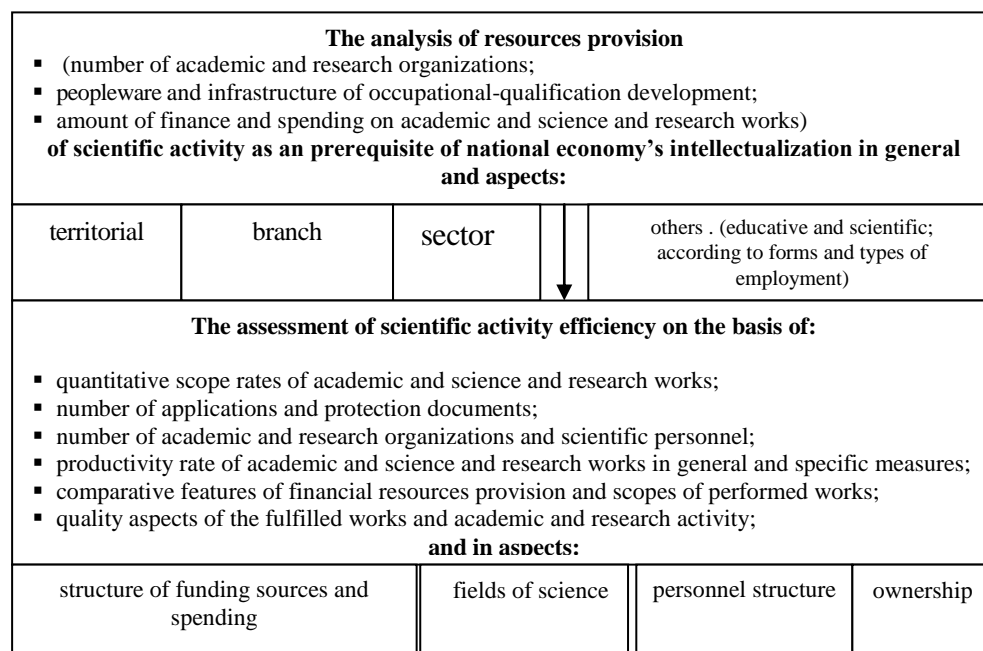 The analysis of resources provision
▪ (number of academic and research organizations;
▪ peopleware and infrastructure of occupational-qualification development;
▪ amount of finance and spending on academic and science and research works)
of scientific activity as an prerequisite of national economy's intellectualization in general
and aspects:
territorial
branch
sector
others . (educative and scientific;
according to forms and types of
employment)
The assessment of scientific activity efficiency on the basis of:
▪ quantitative scope rates of academic and science and research works;
▪ number of applications and protection documents;
▪ number of academic and research organizations and scientific personnel;
▪ productivity rate of academic and science and research works in general and specific measures;
▪ comparative features of financial resources provision and scopes of performed works;
▪ quality aspects of the fulfilled works and academic and research activity;
and in aspects:
structure of funding sources and
spending
fields of science
personnel structure
ownership